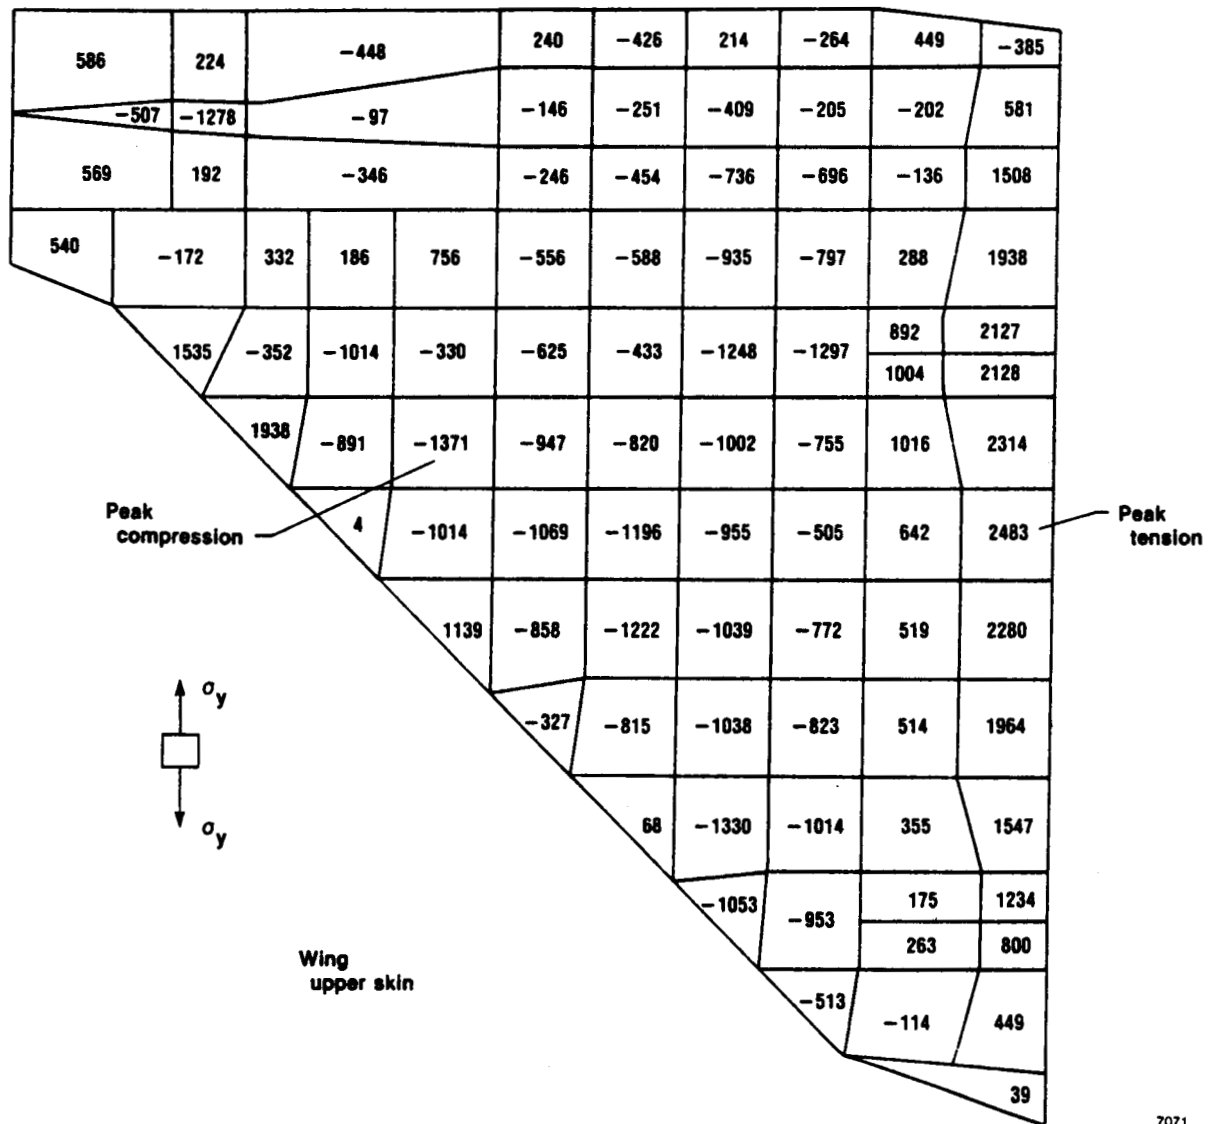 586 224 −448 240 −426 214 −264 449 −385
−507 −1278 −97 −146 −251 −409 −205 −202 581
569 192 −346 −246 −454 −736 −696 −136 1508
540 −172 332 186 756 −556 −588 −935 −797 288 1938
1535 −352 −1014 −330 −625 −433 −1248 −1297 892 2127
1004 2128
1938 −891 −1371 −947 −820 −1002 −755 1016 2314
Peak
compression
4 −1014 −1069 −1196 −955 −505 642 2483
Peak
tension
1139 −858 −1222 −1039 −772 519 2280
σy
−327 −815 −1038 −823 514 1964
σy
68 −1330 −1014 355 1547
−1053 −953 175 1234
263 800
Wing
upper skin
−513 −114 449
39
7071